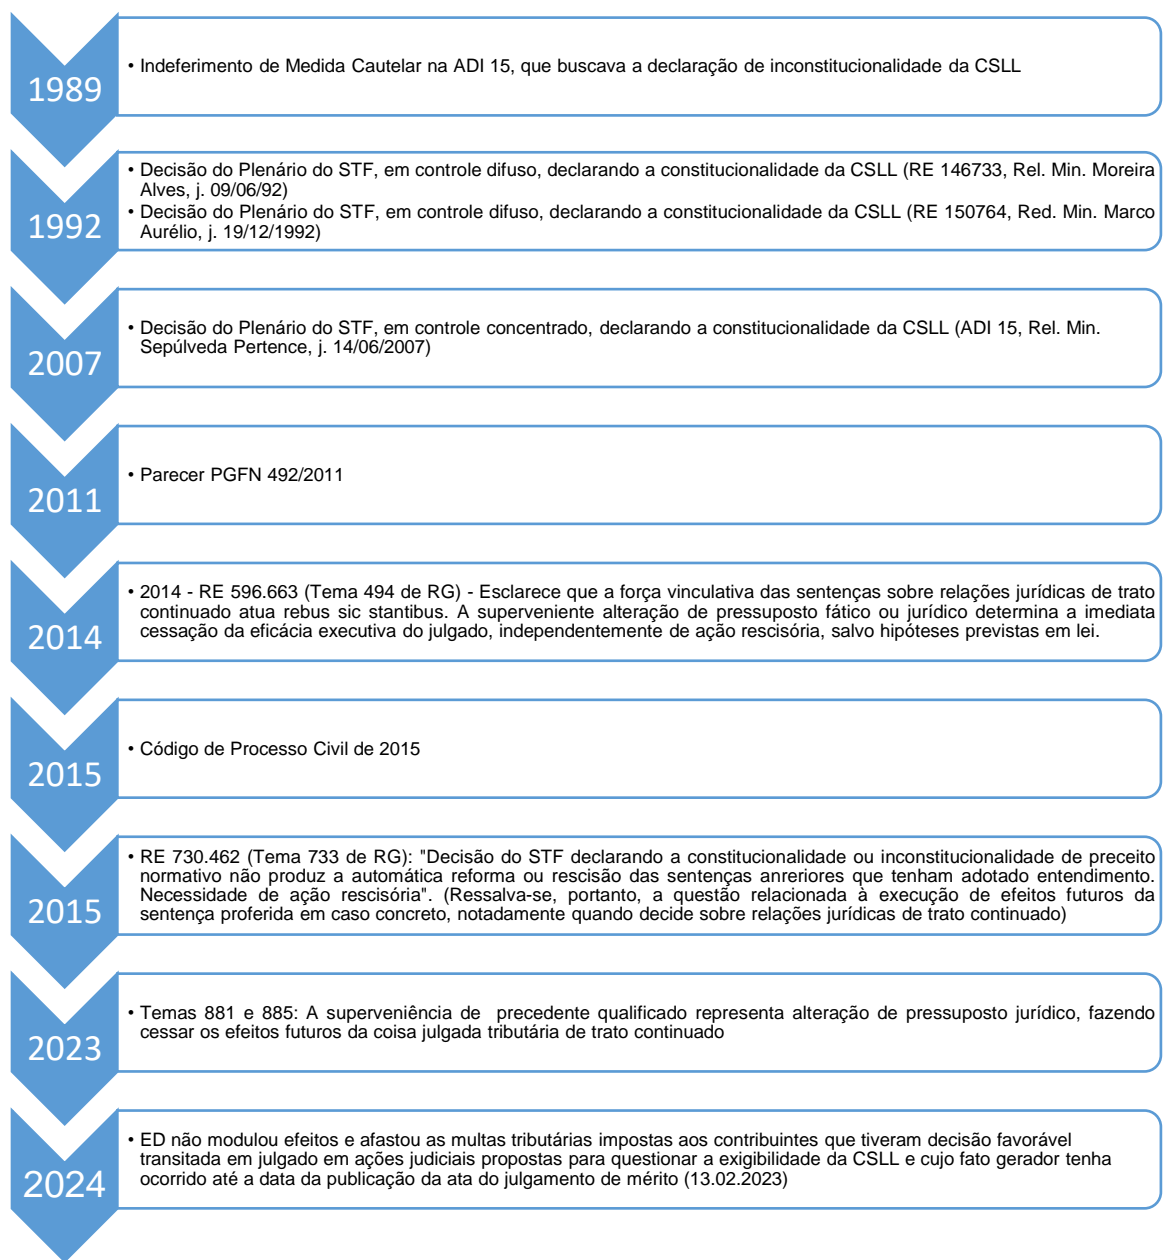 1989
• Indeferimento de Medida Cautelar na ADI 15, que buscava a declaração de inconstitucionalidade da CSLL
1992
• Decisão do Plenário do STF, em controle difuso, declarando a constitucionalidade da CSLL (RE 146733, Rel. Min. Moreira
Alves, j. 09/06/92)
• Decisão do Plenário do STF, em controle difuso, declarando a constitucionalidade da CSLL (RE 150764, Red. Min. Marco
Aurélio, j. 19/12/1992)
2007
• Decisão do Plenário do STF, em controle concentrado, declarando a constitucionalidade da CSLL (ADI 15, Rel. Min.
Sepúlveda Pertence, j. 14/06/2007)
2011
• Parecer PGFN 492/2011
2014
• 2014 - RE 596.663 (Tema 494 de RG) - Esclarece que a força vinculativa das sentenças sobre relações jurídicas de trato
continuado atua rebus sic stantibus. A superveniente alteração de pressuposto fático ou jurídico determina a imediata
cessação da eficácia executiva do julgado, independentemente de ação rescisória, salvo hipóteses previstas em lei.
2015
• Código de Processo Civil de 2015
2015
• RE 730.462 (Tema 733 de RG): "Decisão do STF declarando a constitucionalidade ou inconstitucionalidade de preceito
normativo não produz a automática reforma ou rescisão das sentenças anreriores que tenham adotado entendimento.
Necessidade de ação rescisória". (Ressalva-se, portanto, a questão relacionada à execução de efeitos futuros da
sentença proferida em caso concreto, notadamente quando decide sobre relações jurídicas de trato continuado)
2023
• Temas 881 e 885: A superveniência de precedente qualificado representa alteração de pressuposto jurídico, fazendo
cessar os efeitos futuros da coisa julgada tributária de trato continuado
2024
• ED não modulou efeitos e afastou as multas tributárias impostas aos contribuintes que tiveram decisão favorável
transitada em julgado em ações judiciais propostas para questionar a exigibilidade da CSLL e cujo fato gerador tenha
ocorrido até a data da publicação da ata do julgamento de mérito (13.02.2023)